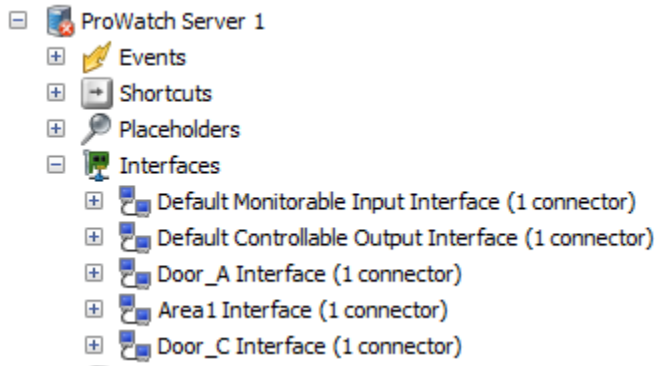 ProWatch Server 1
Events
Shortcuts
Placeholders
Interfaces
Default Monitorable Input Interface (1 connector)
Default Controllable Output Interface (1 connector)
Door_A Interface (1 connector)
Area1 Interface (1 connector)
Door_C Interface (1 connector)